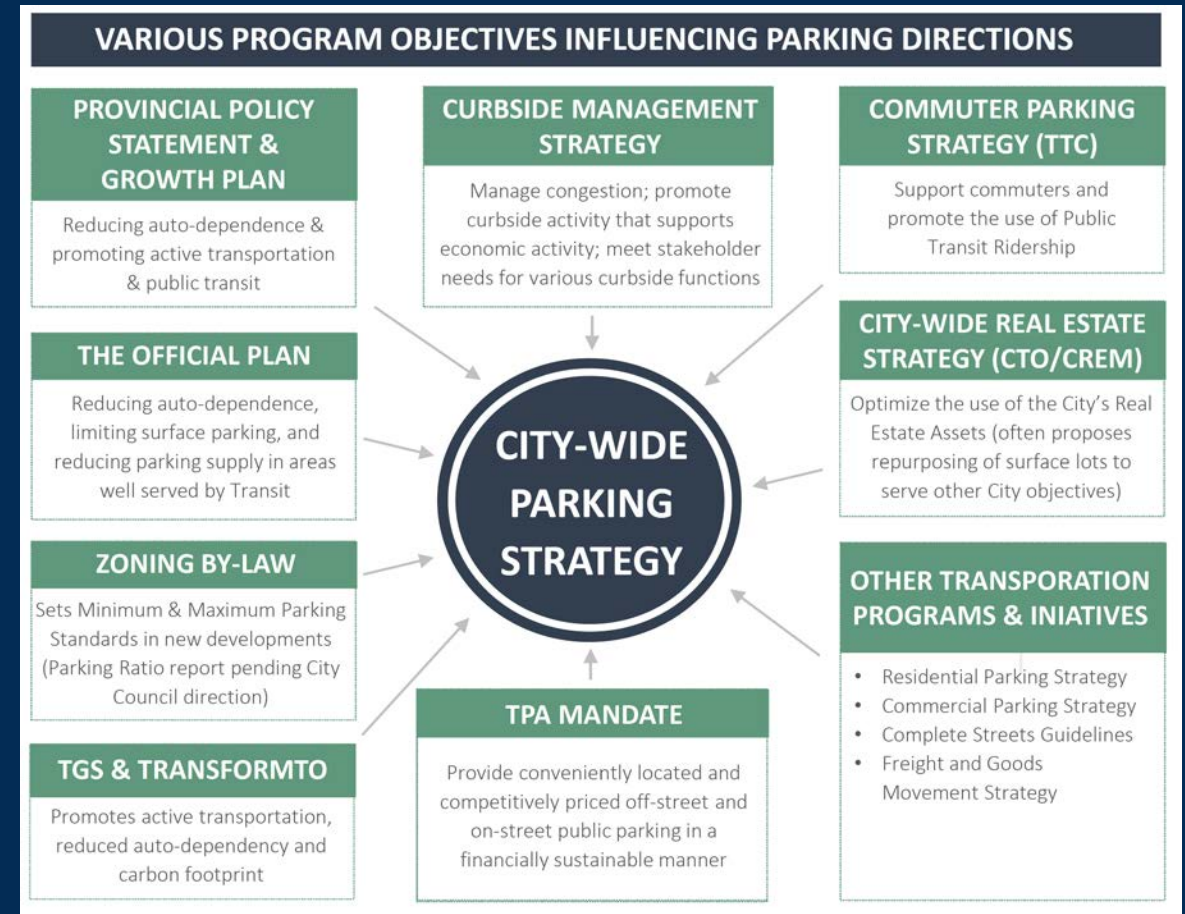 VARIOUS PROGRAM OBJECTIVES INFLUENCING PARKING DIRECTIONS
PROVINCIAL POLICY
STATEMENT &
GROWTH PLAN
Reducing auto-dependence &
promoting active transportation
& public transit
THE OFFICIAL PLAN
Reducing auto-dependence,
limiting surface parking, and
reducing parking supply in areas
well served by Transit
ZONING BY-LAW
Sets Minimum & Maximum Parking
Standards in new developments
(Parking Ratio report pending City
Council direction)
TGS & TRANSFORMTO
Promotes active transportation,
reduced auto-dependency and
carbon footprint
CURBSIDE MANAGEMENT
STRATEGY
Manage congestion; promote
curbside activity that supports
economic activity; meet stakeholder
needs for various curbside functions
CITY-WIDE
PARKING
STRATEGY
TPA MANDATE
Provide conveniently located and
competitively priced off-street and
on-street public parking in a
financially sustainable manner
COMMUTER PARKING
STRATEGY (TTC)
Support commuters and
promote the use of Public
Transit Ridership
CITY-WIDE REAL ESTATE
STRATEGY (CTO/CREM)
Optimize the use of the City's Real
Estate Assets (often proposes
repurposing of surface lots to
serve other City objectives)
OTHER TRANSPORATION
PROGRAMS & INIATIVES
• Residential Parking Strategy
• Commercial Parking Strategy
• Complete Streets Guidelines
• Freight and Goods
Movement Strategy